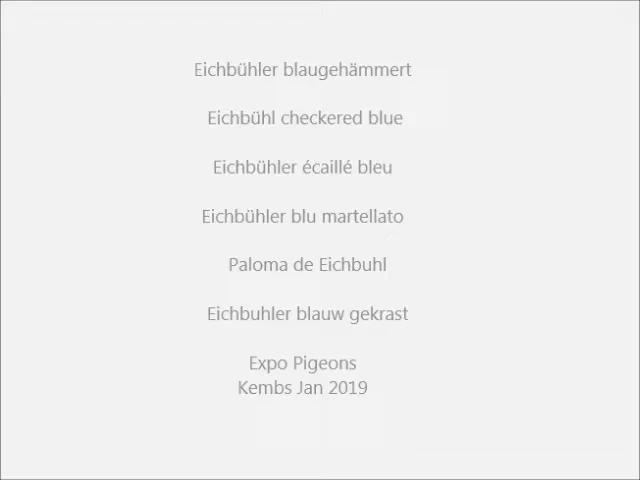 Eichbühler blaugehämmert
Eichbühl checkered blue
Eichbühler écaillé bleu
Eichbühler blu martellato
Paloma de Eichbuhl
Eichbuhler blauw gekrast
Expo Pigeons
Kembs Jan 2019